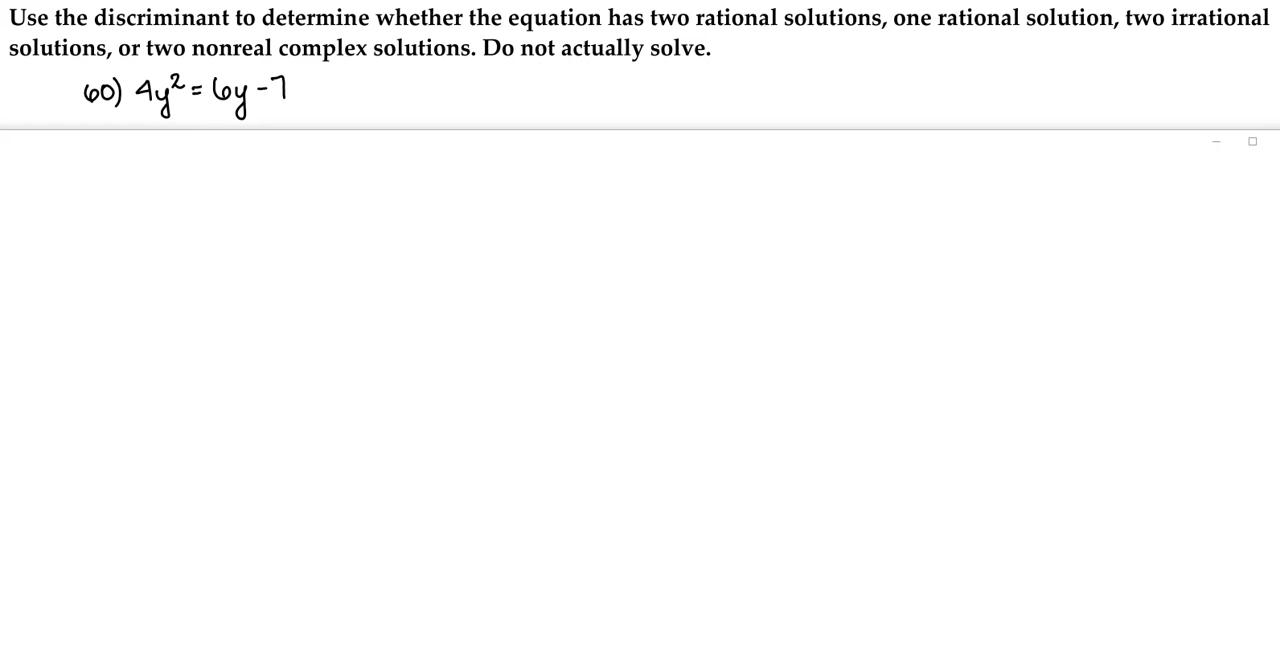 Use the discriminant to determine whether the equation has two rational solutions, one rational solution, two irrational
solutions, or two nonreal complex solutions. Do not actually solve.
60) 4y² = 6y - 7